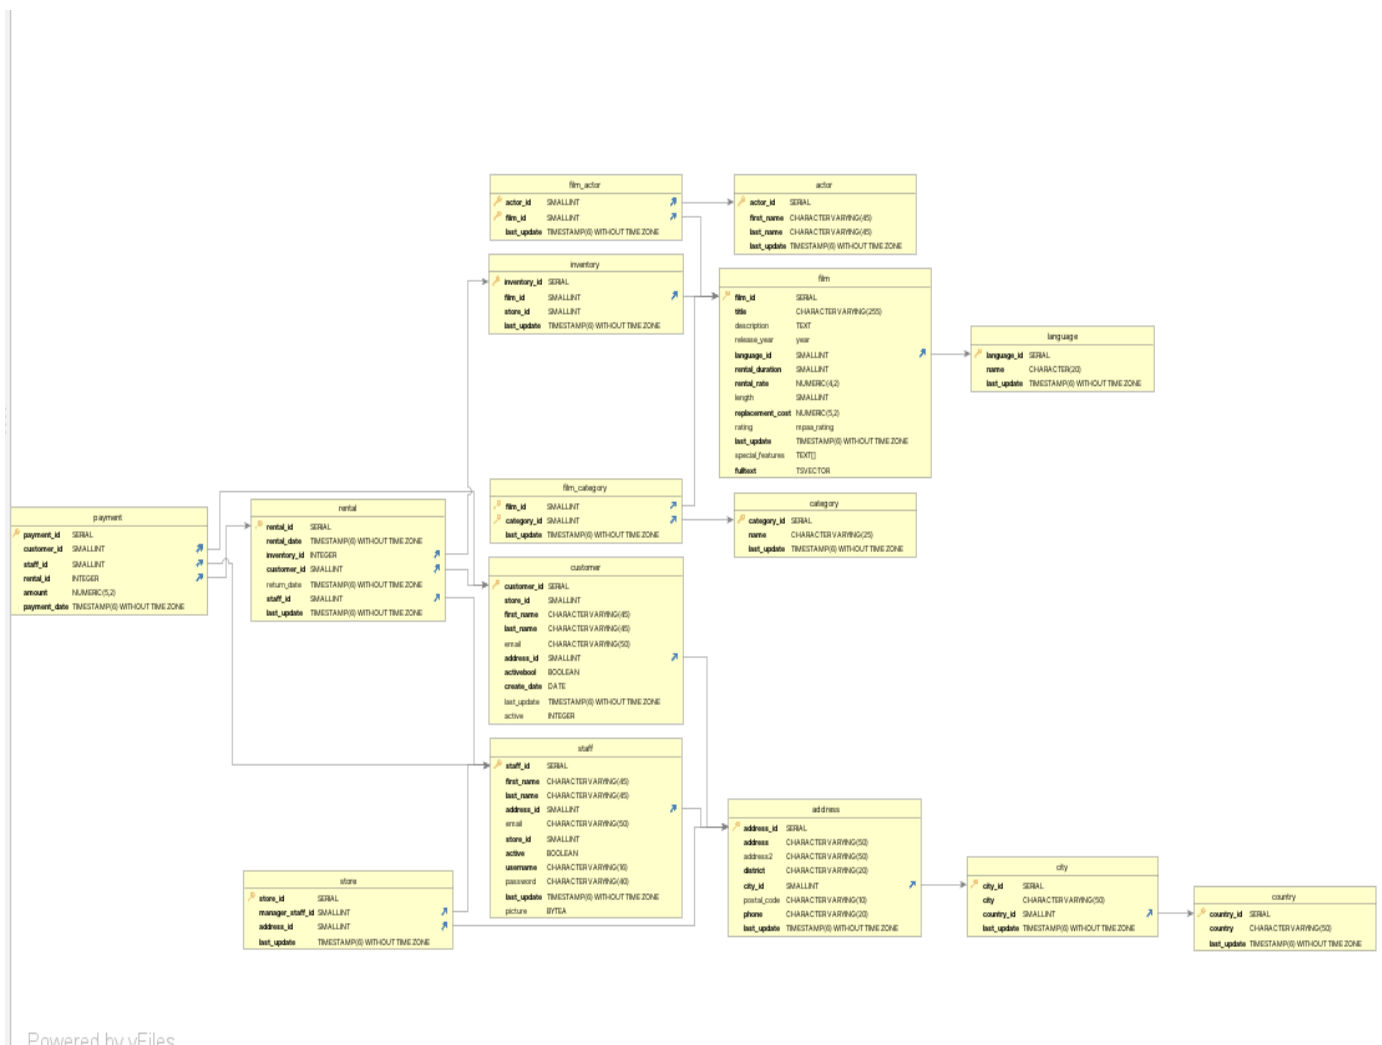 film_actor
actor_id SMALLINT
film_id SMALLINT
last_update TIMESTAMP(6) WITHOUT TIME ZONE
actor
actor_id SERIAL
first_name CHARACTER VARYING(45)
last_name CHARACTER VARYING(45)
last_update TIMESTAMP(6) WITHOUT TIME ZONE
inventory
inventory_id SERIAL
film_id SMALLINT
store_id SMALLINT
last_update TIMESTAMP(6) WITHOUT TIME ZONE
film
film_id SERIAL
title CHARACTER VARYING(255)
description TEXT
release_year year
language_id SMALLINT
rental_duration SMALLINT
rental_rate NUMERIC(4,2)
length SMALLINT
replacement_cost NUMERIC(5,2)
rating mpaa_rating
last_update TIMESTAMP(6) WITHOUT TIME ZONE
special_features TEXT[]
fulltext TSVECTOR
language
language_id SERIAL
name CHARACTER(20)
last_update TIMESTAMP(6) WITHOUT TIME ZONE
payment
payment_id SERIAL
customer_id SMALLINT
staff_id SMALLINT
rental_id INTEGER
amount NUMERIC(5,2)
payment_date TIMESTAMP(6) WITHOUT TIME ZONE
rental
rental_id SERIAL
rental_date TIMESTAMP(6) WITHOUT TIME ZONE
inventory_id INTEGER
customer_id SMALLINT
return_date TIMESTAMP(6) WITHOUT TIME ZONE
staff_id SMALLINT
last_update TIMESTAMP(6) WITHOUT TIME ZONE
film_category
film_id SMALLINT
category_id SMALLINT
last_update TIMESTAMP(6) WITHOUT TIME ZONE
category
category_id SERIAL
name CHARACTER VARYING(25)
last_update TIMESTAMP(6) WITHOUT TIME ZONE
customer
customer_id SERIAL
store_id SMALLINT
first_name CHARACTER VARYING(45)
last_name CHARACTER VARYING(45)
email CHARACTER VARYING(50)
address_id SMALLINT
activebool BOOLEAN
create_date DATE
last_update TIMESTAMP(6) WITHOUT TIME ZONE
active INTEGER
staff
staff_id SERIAL
first_name CHARACTER VARYING(45)
last_name CHARACTER VARYING(45)
address_id SMALLINT
email CHARACTER VARYING(50)
store_id SMALLINT
active BOOLEAN
username CHARACTER VARYING(16)
password CHARACTER VARYING(40)
last_update TIMESTAMP(6) WITHOUT TIME ZONE
picture BYTEA
store
store_id SERIAL
manager_staff_id SMALLINT
address_id SMALLINT
last_update TIMESTAMP(6) WITHOUT TIME ZONE
address
address_id SERIAL
address CHARACTER VARYING(50)
address2 CHARACTER VARYING(50)
district CHARACTER VARYING(20)
city_id SMALLINT
postal_code CHARACTER VARYING(10)
phone CHARACTER VARYING(20)
last_update TIMESTAMP(6) WITHOUT TIME ZONE
city
city_id SERIAL
city CHARACTER VARYING(50)
country_id SMALLINT
last_update TIMESTAMP(6) WITHOUT TIME ZONE
country
country_id SERIAL
country CHARACTER VARYING(50)
last_update TIMESTAMP(6) WITHOUT TIME ZONE
Powered by yFiles